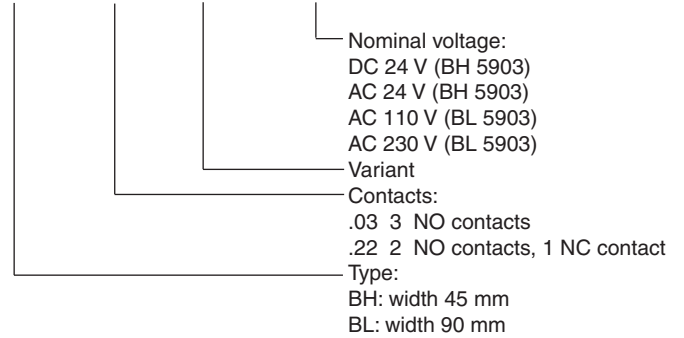 Nominal voltage:
DC 24 V (BH 5903)
AC 24 V (BH 5903)
AC 110 V (BL 5903)
AC 230 V (BL 5903)
Variant
Contacts:
.03 3 NO contacts
.22 2 NO contacts, 1 NC contact
Type:
BH: width 45 mm
BL: width 90 mm